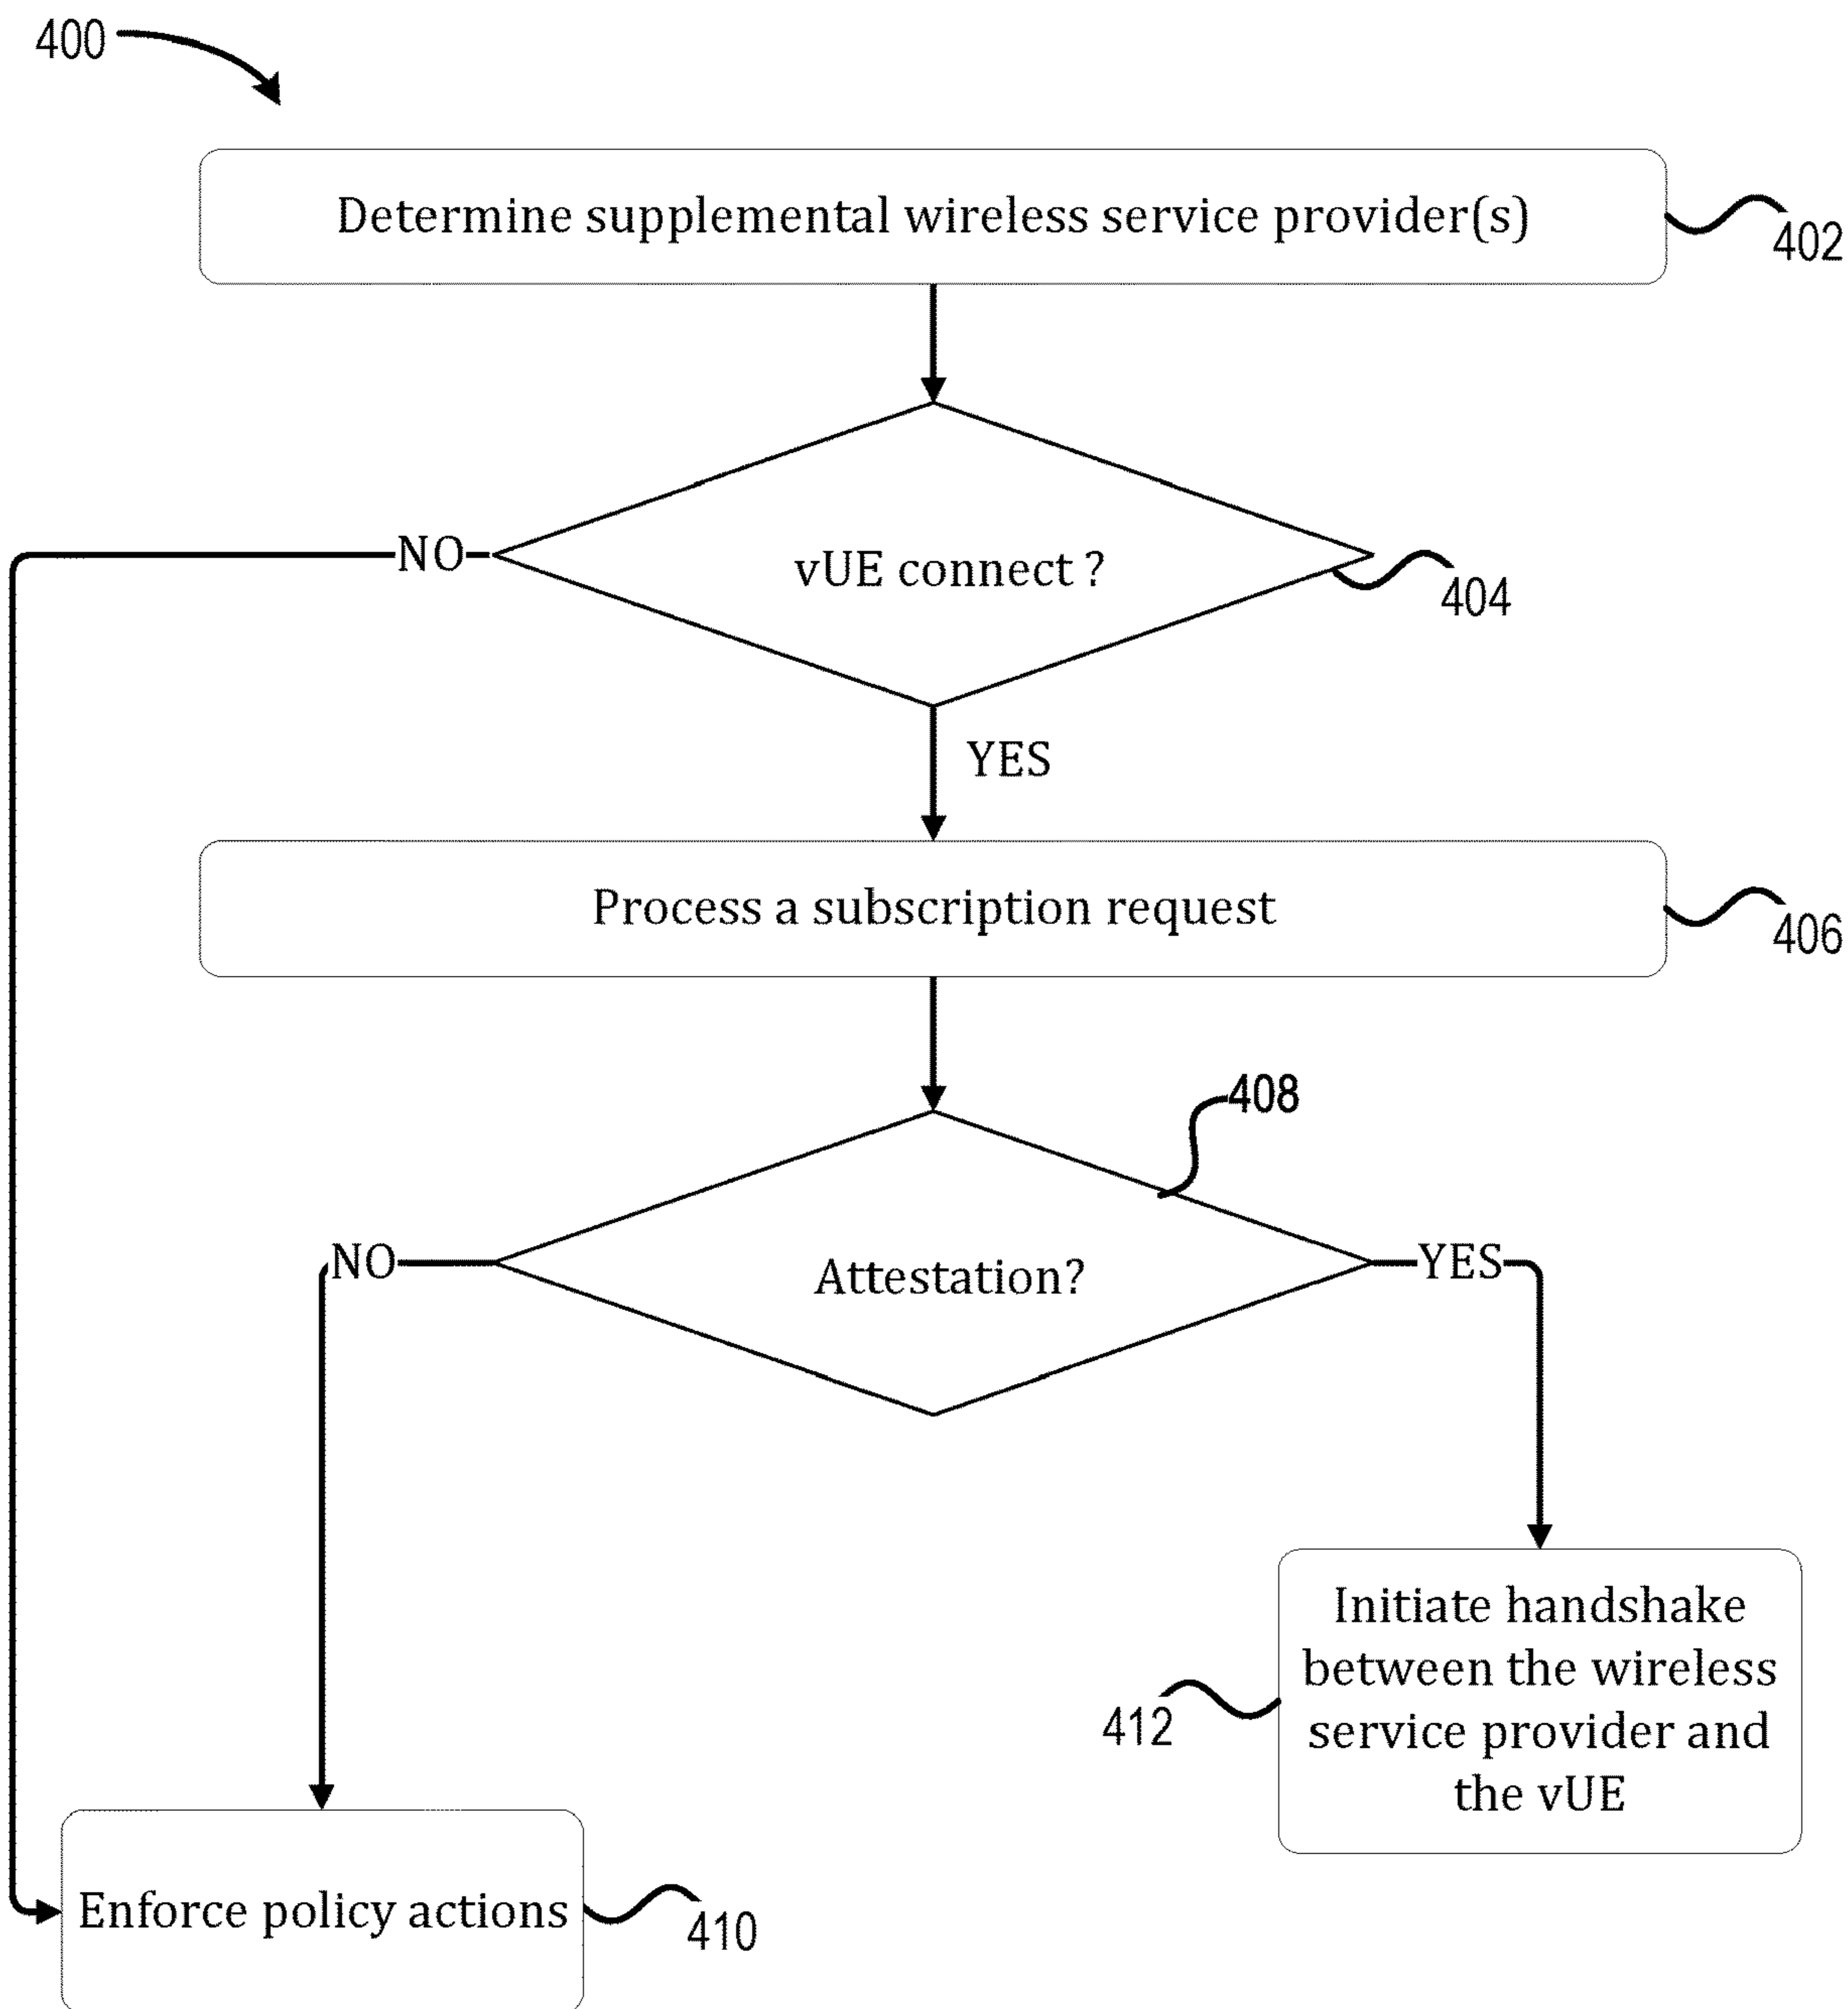 400
Determine supplemental wireless service provider(s)
402
NO
vUE connect ?
404
YES
Process a subscription request
406
408
NO
Attestation?
YES
Initiate handshake
between the wireless
service provider and
the vUE
412
Enforce policy actions
410